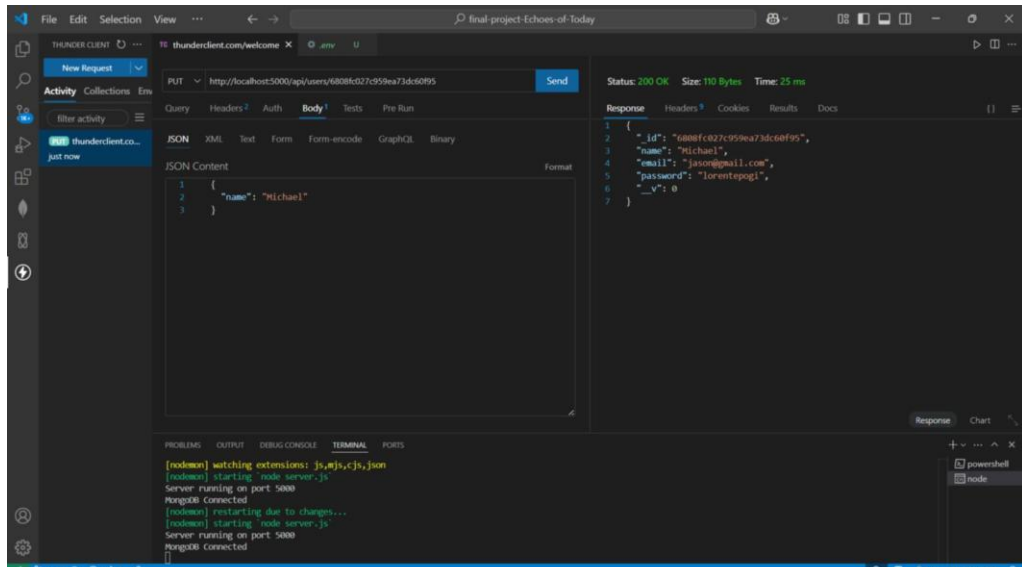 File Edit Selection View ... final-project-Echoes-of-Today
THUNDER CLIENT ... thunderclient.com/welcome × .env U
New Request
Activity Collections Env
filter activity
PUT thunderclient.co...
just now
PUT http://localhost:5000/api/users/6808fc027c959ea73dc60f95 Send
Query Headers 2 Auth Body 1 Tests Pre Run
JSON XML Text Form Form-encode GraphQL Binary
JSON Content Format
1 {
2 "name": "Michael"
3 }
Status: 200 OK Size: 110 Bytes Time: 25 ms
Response Headers 9 Cookies Results Docs {}
1 {
2 "_id": "6808fc027c959ea73dc60f95",
3 "name": "Michael",
4 "email": "jason@gmail.com",
5 "password": "lorentepogi",
6 "__v": 0
7 }
Response Chart
PROBLEMS OUTPUT DEBUG CONSOLE TERMINAL PORTS
[nodemon] watching extensions: js,mjs,cjs,json
[nodemon] starting `node server.js`
Server running on port 5000
MongoDB Connected
[nodemon] restarting due to changes...
[nodemon] starting `node server.js`
Server running on port 5000
MongoDB Connected
powershell
node